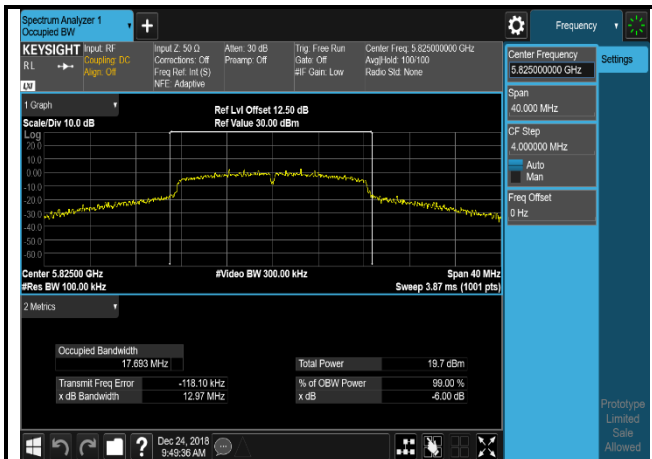 Spectrum Analyzer 1
Occupied BW
+
Frequency
KEYSIGHT
RL
LXI
Input: RF
Coupling: DC
Align: Off
Input Z: 50 Ω
Corrections: Off
Freq Ref: Int (S)
NFE: Adaptive
Atten: 30 dB
Preamp: Off
Trig: Free Run
Gate: Off
#IF Gain: Low
Center Freq: 5.825000000 GHz
Avg|Hold: 100/100
Radio Std: None
Center Frequency
5.825000000 GHz
Settings
Span
40.000 MHz
CF Step
4.000000 MHz
Auto
Man
Freq Offset
0 Hz
1 Graph
Scale/Div 10.0 dB
Ref Lvl Offset 12.50 dB
Ref Value 30.00 dBm
Log
20.0
10.0
0.00
-10.0
-20.0
-30.0
-40.0
-50.0
-60.0
Center 5.82500 GHz
#Res BW 100.00 kHz
#Video BW 300.00 kHz
Span 40 MHz
Sweep 3.87 ms (1001 pts)
2 Metrics
Occupied Bandwidth
17.693 MHz
Transmit Freq Error -118.10 kHz
x dB Bandwidth 12.97 MHz
Total Power 19.7 dBm
% of OBW Power 99.00 %
x dB -6.00 dB
Prototype
Limited
Sale
Allowed
?
Dec 24, 2018
9:49:36 AM